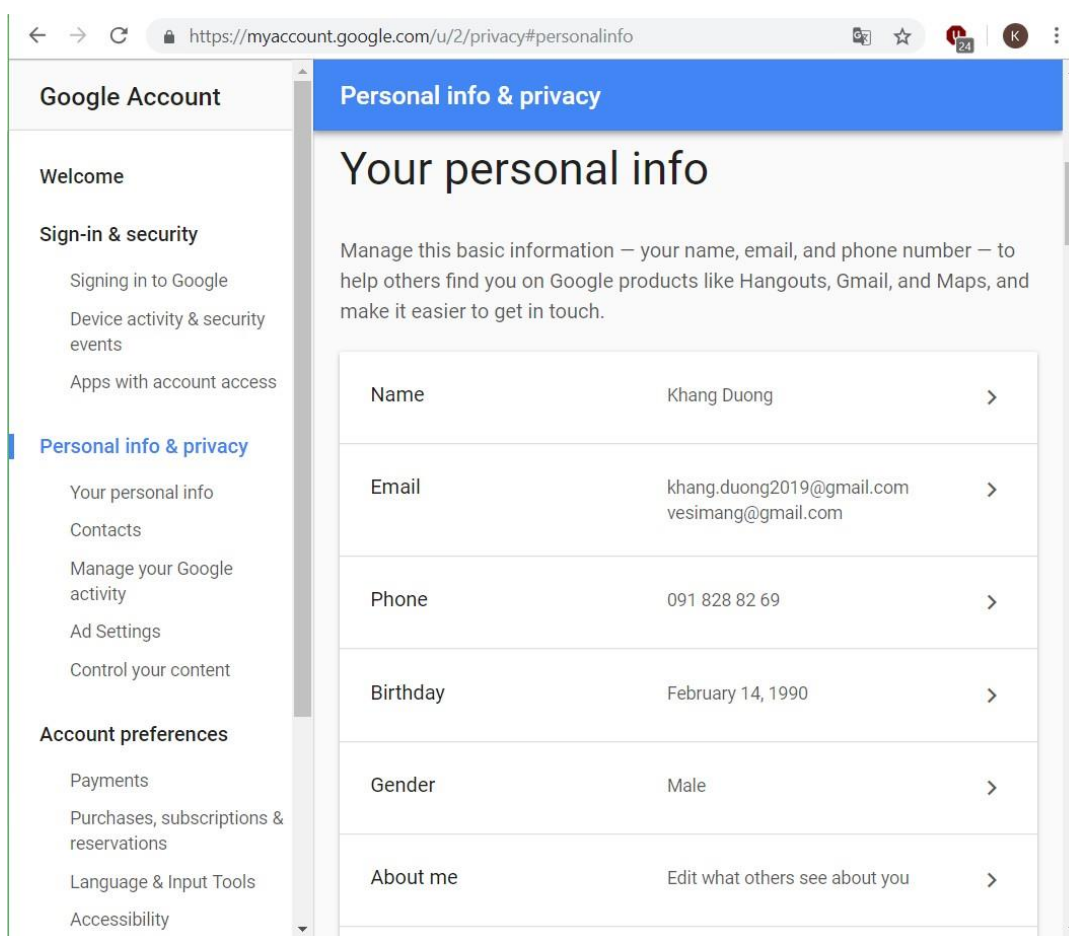 https://myaccount.google.com/u/2/privacy#personalinfo
24
K
Google Account
Personal info & privacy
Welcome
Sign-in & security
Signing in to Google
Device activity & security
events
Apps with account access
Personal info & privacy
Your personal info
Contacts
Manage your Google
activity
Ad Settings
Control your content
Account preferences
Payments
Purchases, subscriptions &
reservations
Language & Input Tools
Accessibility
Your personal info
Manage this basic information — your name, email, and phone number — to
help others find you on Google products like Hangouts, Gmail, and Maps, and
make it easier to get in touch.
Name Khang Duong
Email khang.duong2019@gmail.com
vesimang@gmail.com
Phone 091 828 82 69
Birthday February 14, 1990
Gender Male
About me Edit what others see about you